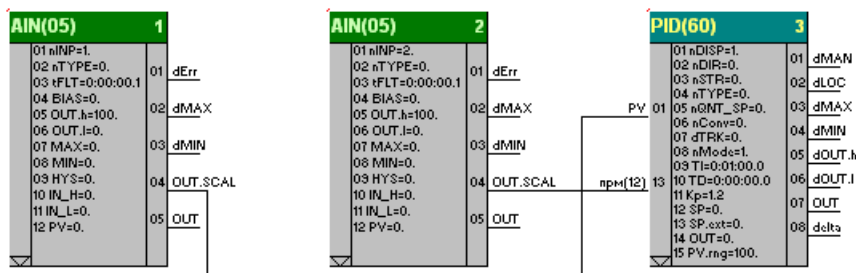 AIN(05) 1
01 nINP=1.
02 nTYPE=0.
03 tFLT=0:00:00.1
04 BIAS=0.
05 OUT.h=100.
06 OUT.l=0.
07 MAX=0.
08 MIN=0.
09 HYS=0.
10 IN_H=0.
11 IN_L=0.
12 PV=0.
01 dErr
02 dMAX
03 dMIN
04 OUT.SCAL
05 OUT
AIN(05) 2
01 nINP=2.
02 nTYPE=0.
03 tFLT=0:00:00.1
04 BIAS=0.
05 OUT.h=100.
06 OUT.l=0.
07 MAX=0.
08 MIN=0.
09 HYS=0.
10 IN_H=0.
11 IN_L=0.
12 PV=0.
01 dErr
02 dMAX
03 dMIN
04 OUT.SCAL
05 OUT
PID(60) 3
PV 01
прм(12) 13
01 nDISP=1.
02 nDIR=0.
03 nSTR=0.
04 nTYPE=0.
05 nQNT_SP=0.
06 nConv=0.
07 dTRK=0.
08 nMode=1.
09 TI=0:01:00.0
10 TD=0:00:00.0
11 Kp=1.2
12 SP=0.
13 SP.ext=0.
14 OUT=0.
15 PV.rng=100.
01 dMAN
02 dLOC
03 dMAX
04 dMIN
05 dOUT.h
06 dOUT.l
07 OUT
08 delta